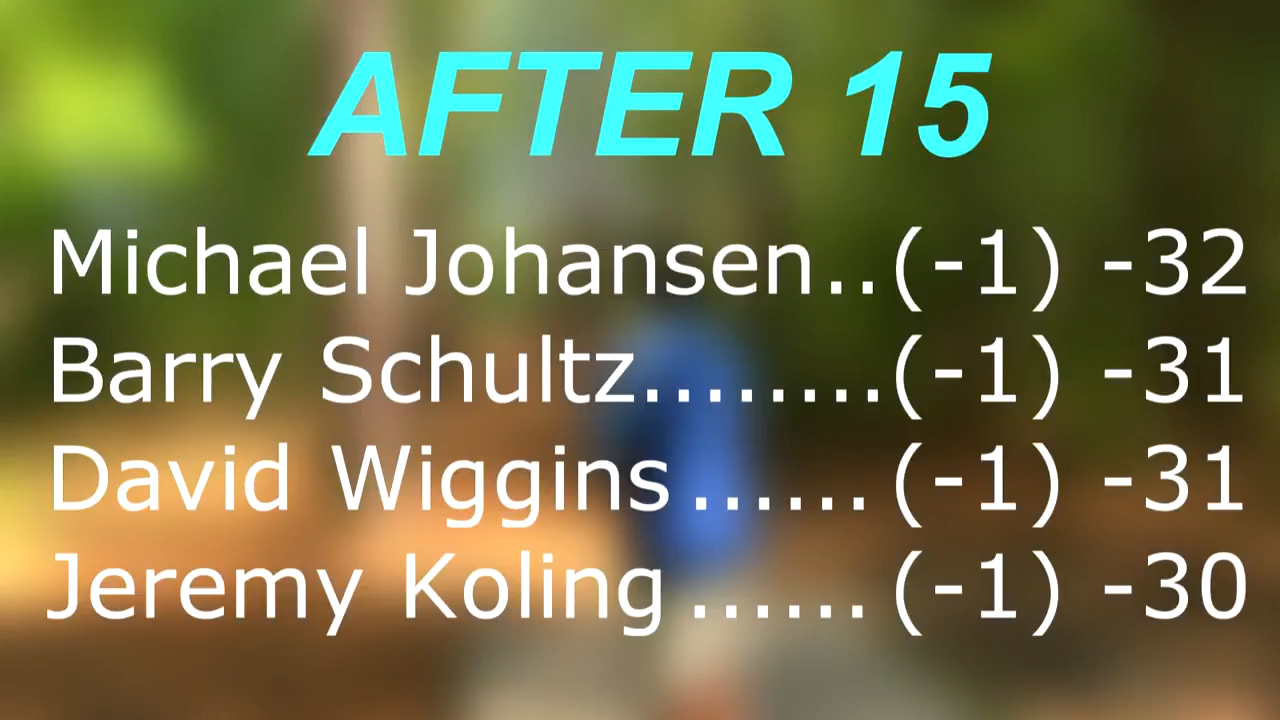 AFTER 15
Michael Johansen..(-1) -32
Barry Schultz........(-1) -31
David Wiggins......(-1) -31
Jeremy Koling......(-1) -30